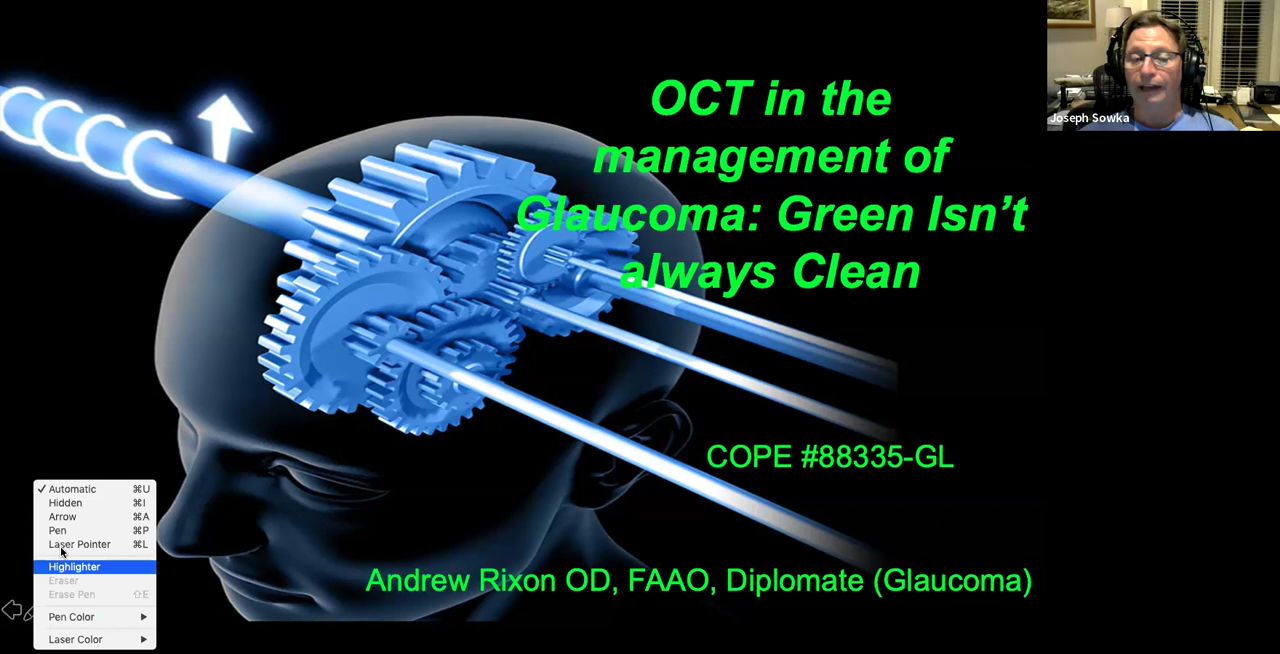 OCT in the
management of
Glaucoma: Green Isn't
always Clean
Joseph Sowka
COPE #88335-GL
Andrew Rixon OD, FAAO, Diplomate (Glaucoma)
✓ Automatic ⌘U
Hidden ⌘I
Arrow ⌘A
Pen ⌘P
Laser Pointer ⌘L
Highlighter
Eraser
Erase Pen ⇧E
Pen Color ▶
Laser Color ▶